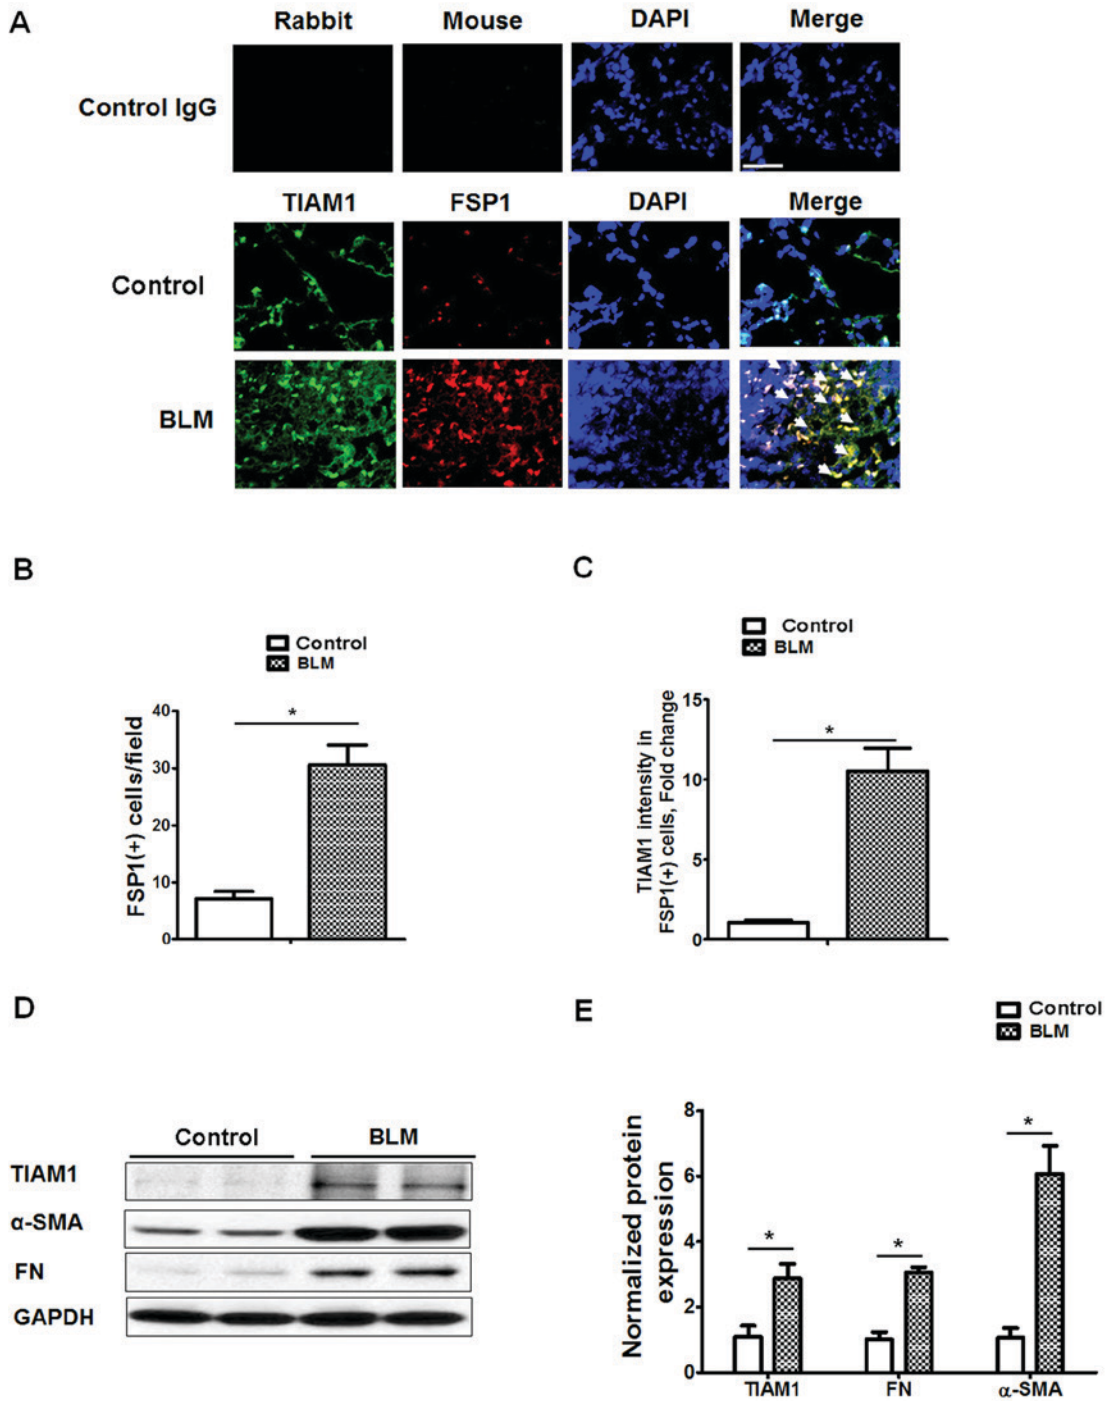 A
Rabbit Mouse DAPI Merge
Control IgG
TIAM1 FSP1 DAPI Merge
Control
BLM
B
Control
BLM
FSP1(+) cells/field
40
30
20
10
0
*
C
Control
BLM
TIAM1 intensity in
FSP1(+) cells, Fold change
15
10
5
0
*
D
Control BLM
TIAM1
α-SMA
FN
GAPDH
E
Control
BLM
Normalized protein
expression
8
6
4
2
0
* * *
TIAM1 FN α-SMA